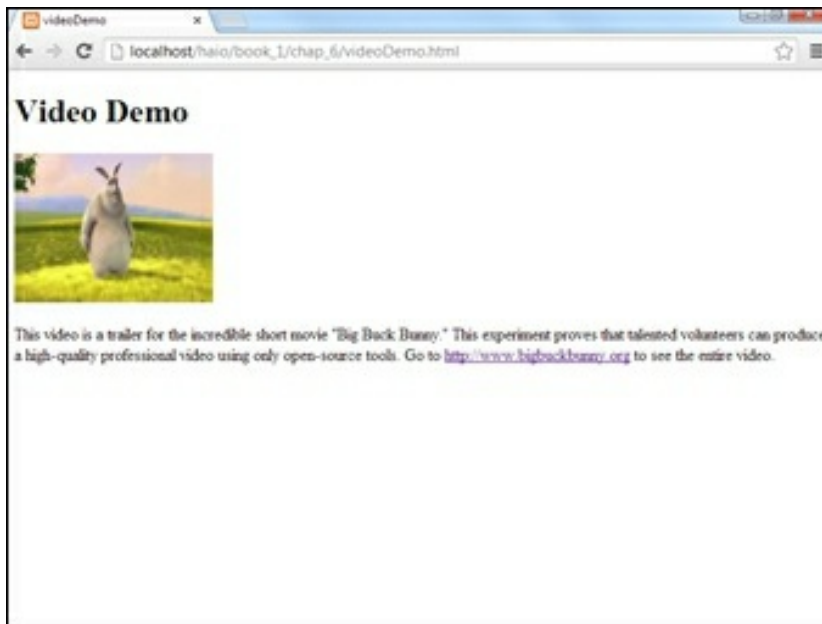 videoDemo
localhost/haio/book_1/chap_6/videoDemo.html
Video Demo
This video is a trailer for the incredible short movie "Big Buck Bunny." This experiment proves that talented volunteers can produce
a high-quality professional video using only open-source tools. Go to http://www.bigbuckbunny.org to see the entire video.